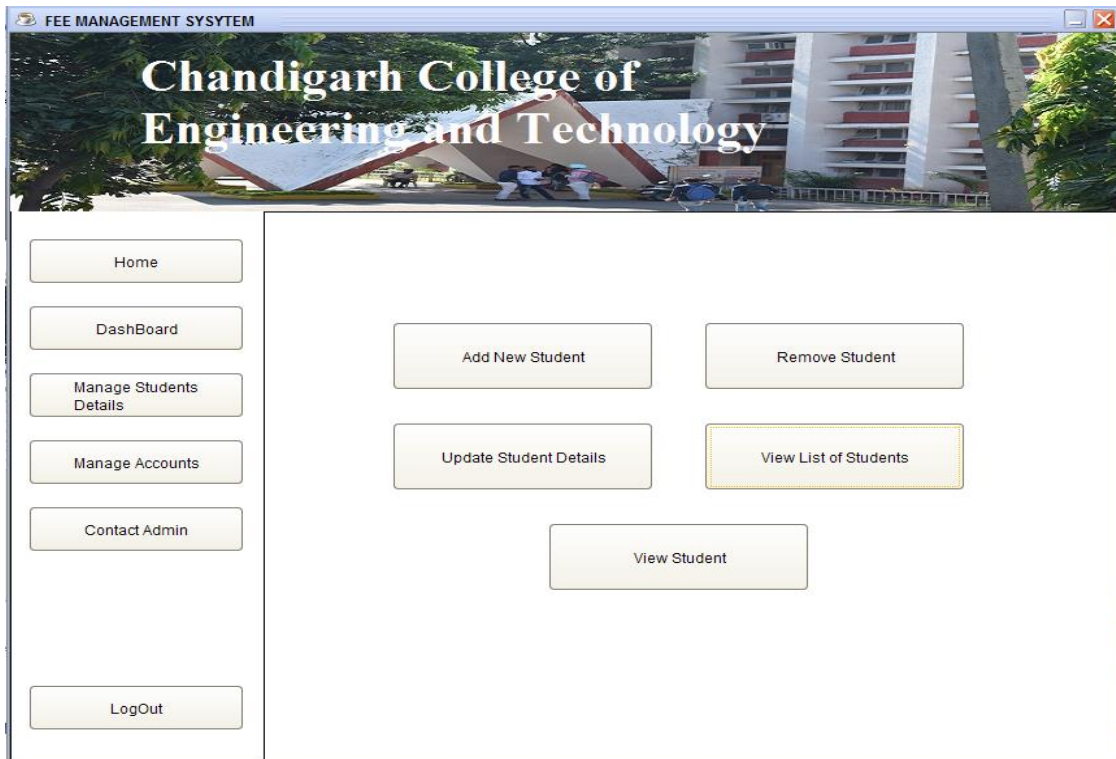 FEE MANAGEMENT SYSYTEM
Chandigarh College of
Engineering and Technology
Home
DashBoard
Manage Students
Details
Manage Accounts
Contact Admin
LogOut
Add New Student
Remove Student
Update Student Details
View List of Students
View Student